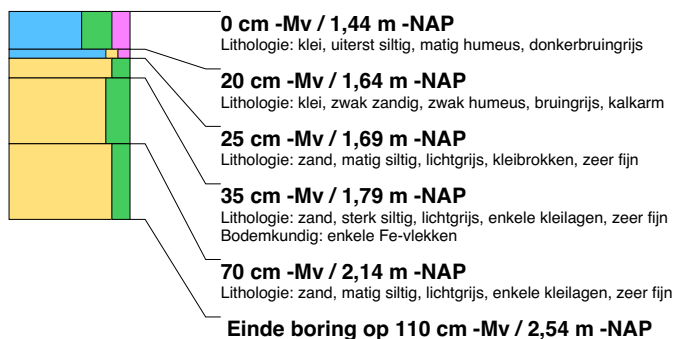 0 cm -Mv / 1,44 m -NAP
Lithologie: klei, uiterst siltig, matig humeus, donkerbruingrijs
20 cm -Mv / 1,64 m -NAP
Lithologie: klei, zwak zandig, zwak humeus, bruingrijs, kalkarm
25 cm -Mv / 1,69 m -NAP
Lithologie: zand, matig siltig, lichtgrijs, kleibrokken, zeer fijn
35 cm -Mv / 1,79 m -NAP
Lithologie: zand, sterk siltig, lichtgrijs, enkele kleilagen, zeer fijn
Bodemkundig: enkele Fe-vlekken
70 cm -Mv / 2,14 m -NAP
Lithologie: zand, matig siltig, lichtgrijs, enkele kleilagen, zeer fijn
Einde boring op 110 cm -Mv / 2,54 m -NAP